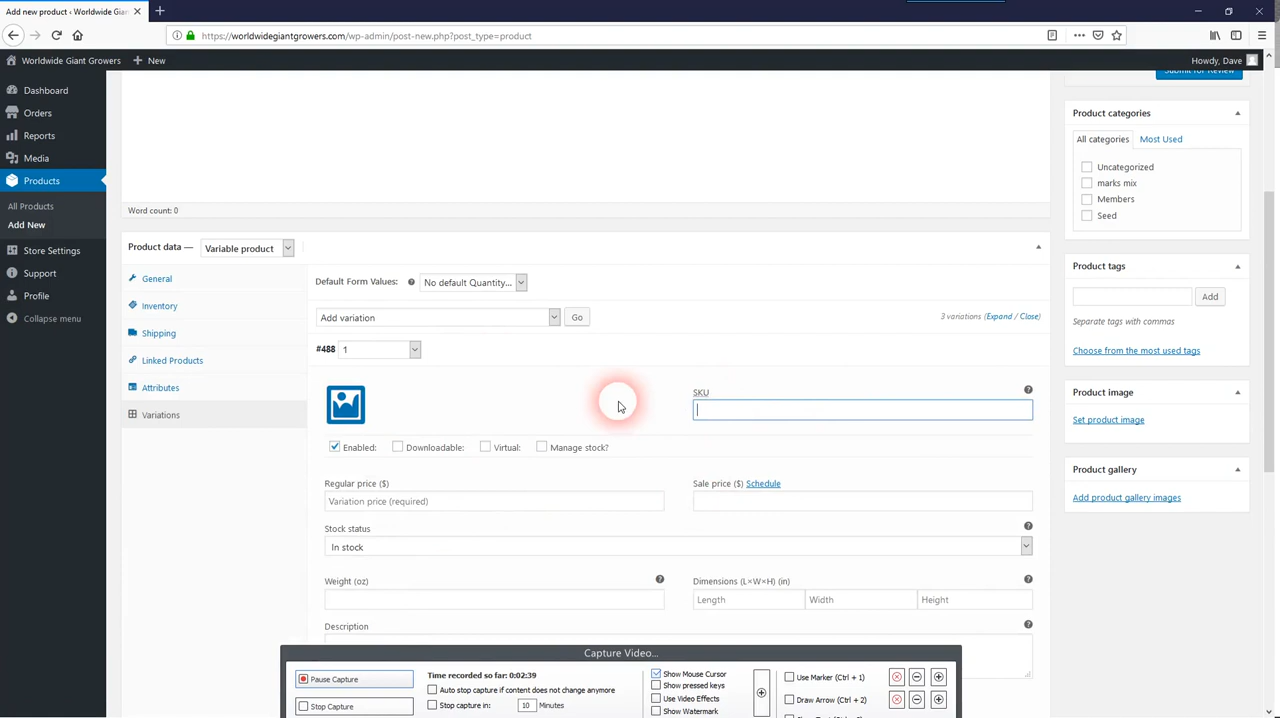 Add new product ‹ Worldwide Gian
https://worldwidegiantgrowers.com/wp-admin/post-new.php?post_type=product
Worldwide Giant Growers
New
Howdy, Dave
Dashboard
Orders
Reports
Media
Products
All Products
Add New
Store Settings
Support
Profile
Collapse menu
Word count: 0
Product data —
Variable product
General
Inventory
Shipping
Linked Products
Attributes
Variations
Default Form Values:
No default Quantity...
Add variation
Go
3 variations (Expand / Close)
#488
1
SKU
Enabled:
Downloadable:
Virtual:
Manage stock?
Regular price ($)
Variation price (required)
Sale price ($) Schedule
Stock status
In stock
Weight (oz)
Dimensions (L×W×H) (in)
Length
Width
Height
Description
Submit for Review
Product categories
All categories
Most Used
Uncategorized
marks mix
Members
Seed
Product tags
Add
Separate tags with commas
Choose from the most used tags
Product image
Set product image
Product gallery
Add product gallery images
Capture Video...
Pause Capture
Stop Capture
Time recorded so far: 0:02:39
Auto stop capture if content does not change anymore
Stop capture in:
10
Minutes
Show Mouse Cursor
Show pressed keys
Use Video Effects
Show Watermark
Use Marker (Ctrl + 1)
Draw Arrow (Ctrl + 2)